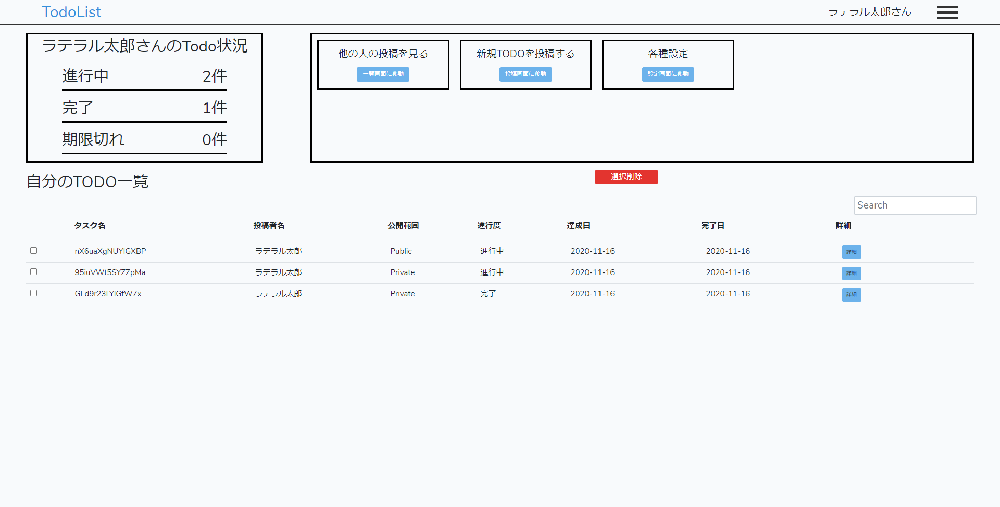 TodoList
ラテラル太郎さん
ラテラル太郎さんのTodo状況
進行中 2件
完了 1件
期限切れ 0件
他の人の投稿を見る
一覧画面に移動
新規TODOを投稿する
投稿画面に移動
各種設定
設定画面に移動
自分のTODO一覧
選択削除
Search
タスク名 投稿者名 公開範囲 進行度 達成日 完了日 詳細
nX6uaXgNUYIGXBP ラテラル太郎 Public 進行中 2020-11-16 2020-11-16 詳細
95iuVWt5SYZZpMa ラテラル太郎 Private 進行中 2020-11-16 2020-11-16 詳細
GLd9r23LYIGfW7x ラテラル太郎 Private 完了 2020-11-16 2020-11-16 詳細